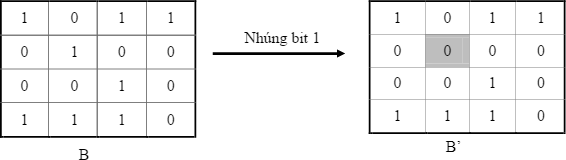 1 0 1 1
0 1 0 0
0 0 1 0
1 1 1 0
B
Nhúng bit 1
1 0 1 1
0 0 0 0
0 0 1 0
1 1 1 0
B’